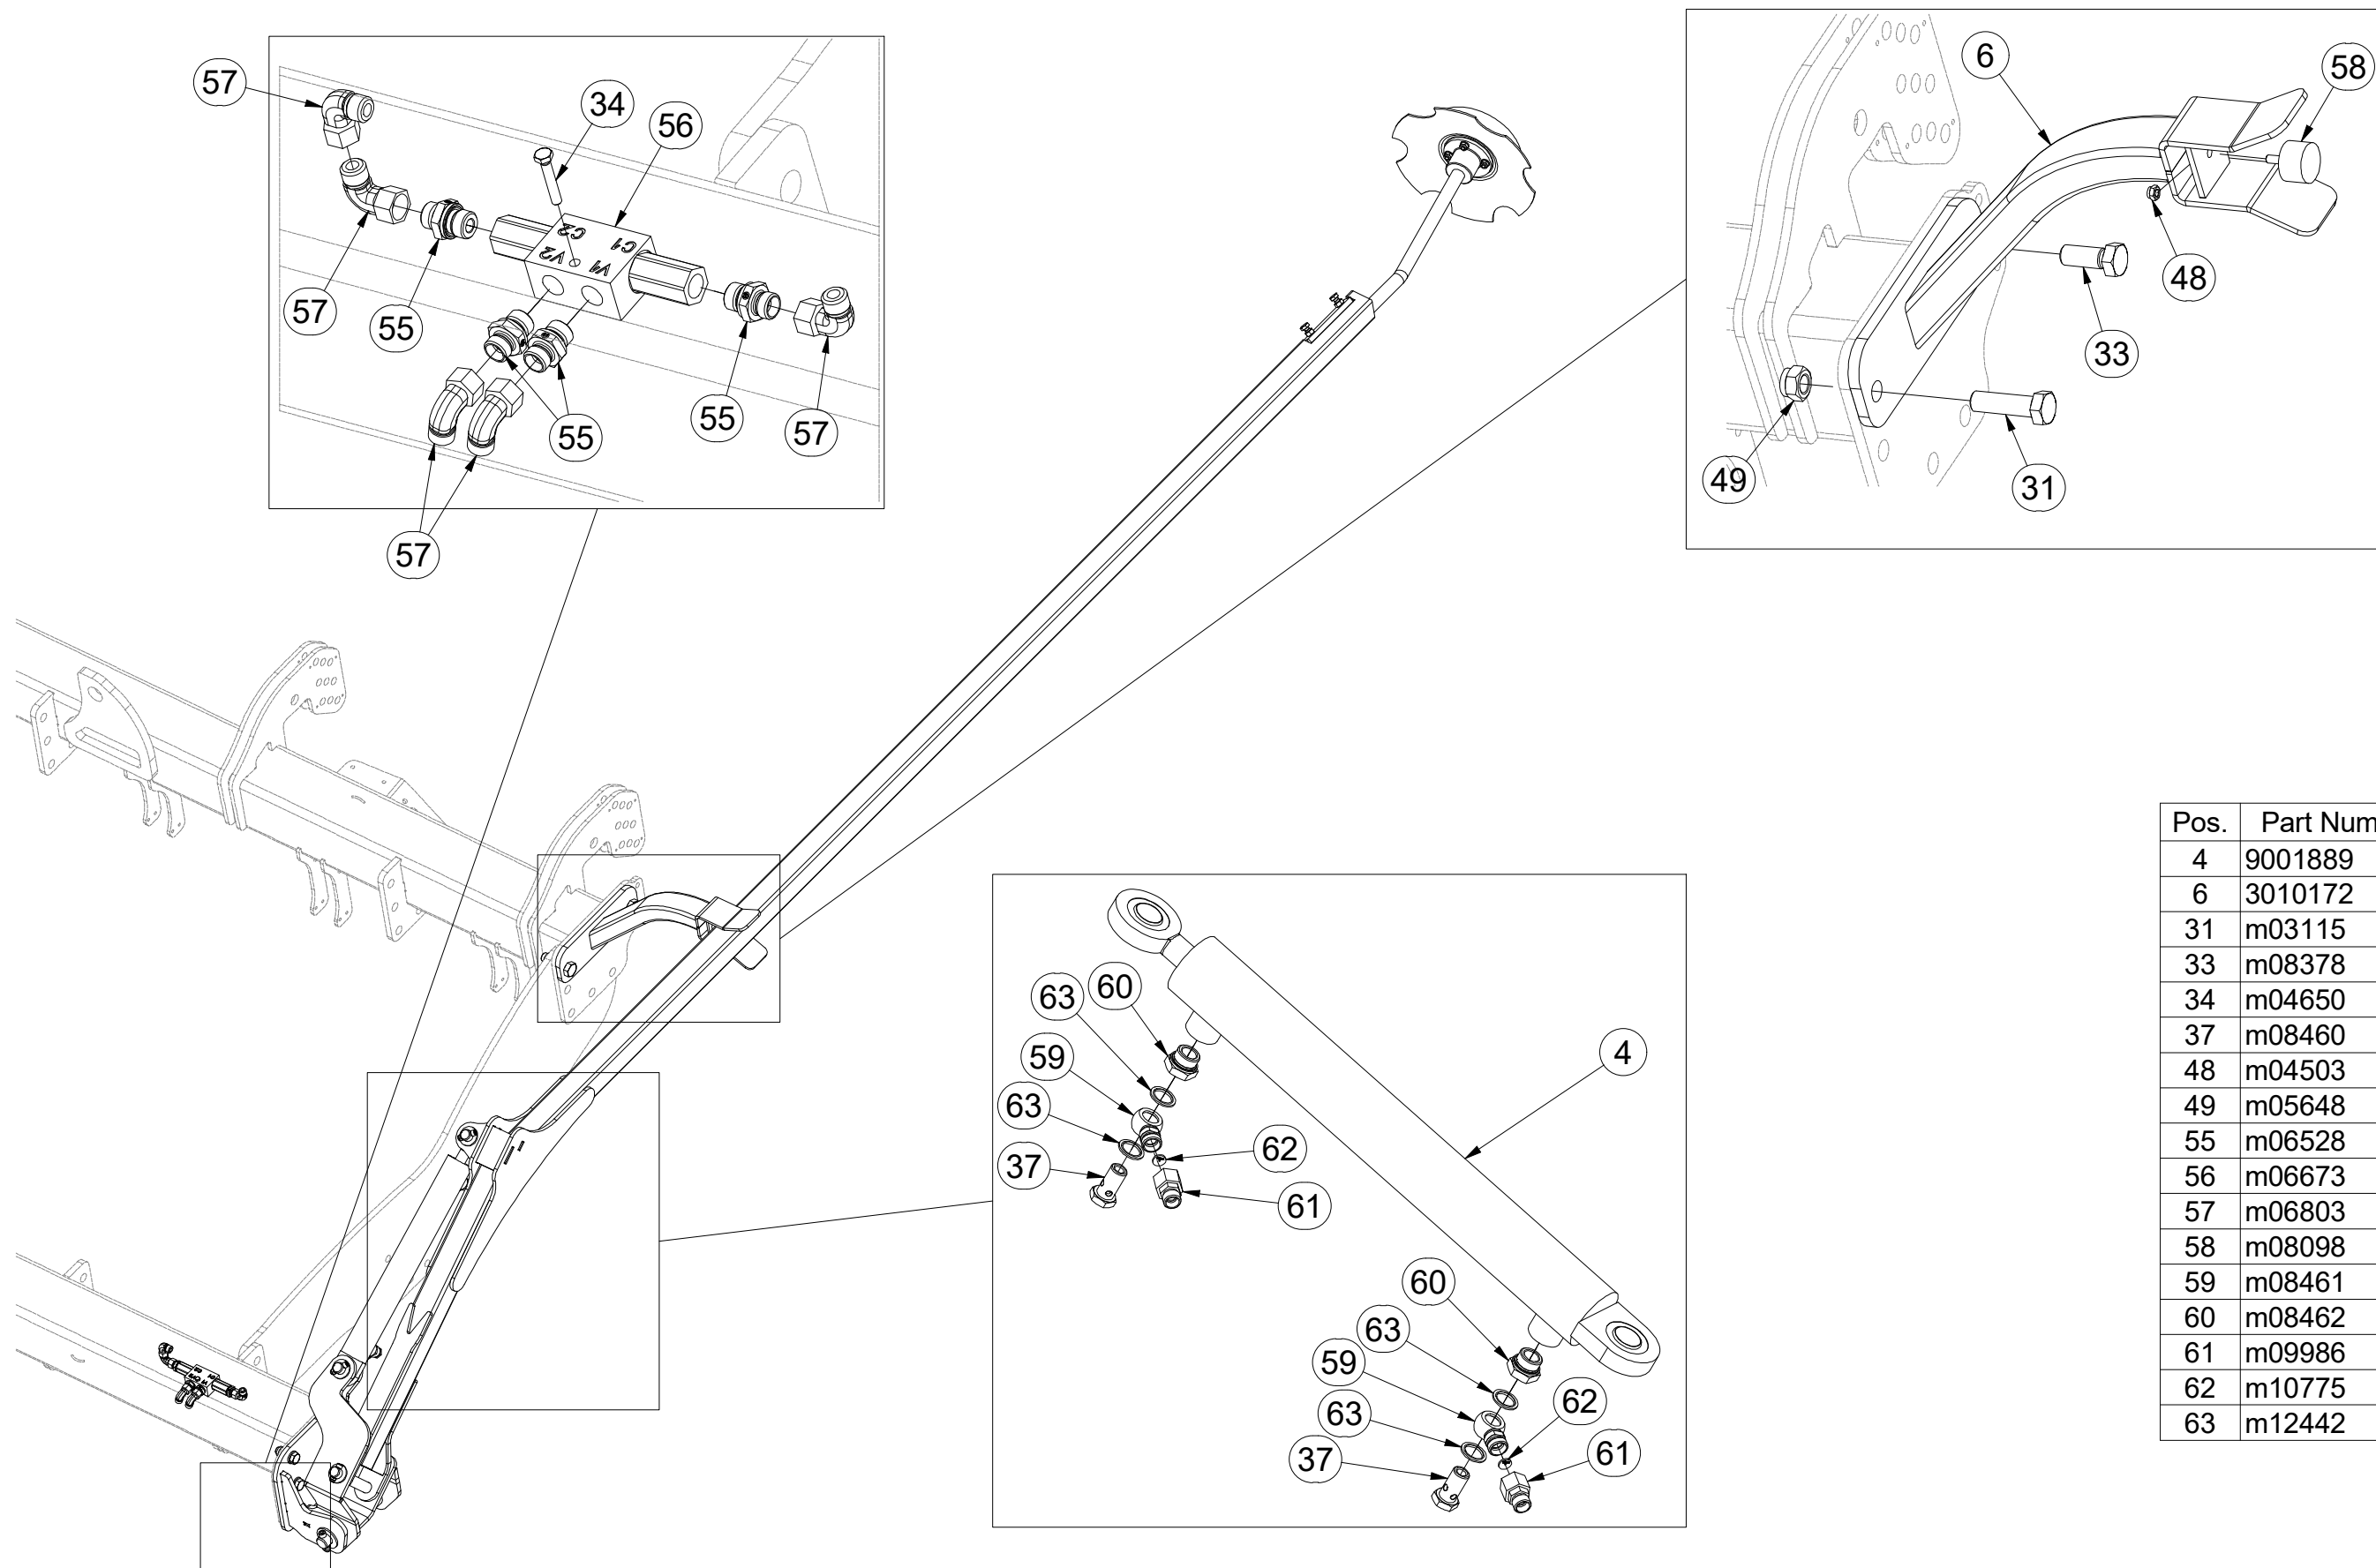 57
34
56
C2
C1
V2
V1
57
55
57
55
55
57
57
6
58
48
33
49
31
63
60
59
4
63
62
37
61
60
63
59
62
63
37
61
Pos. Part Num
4 9001889
6 3010172
31 m03115
33 m08378
34 m04650
37 m08460
48 m04503
49 m05648
55 m06528
56 m06673
57 m06803
58 m08098
59 m08461
60 m08462
61 m09986
62 m10775
63 m12442